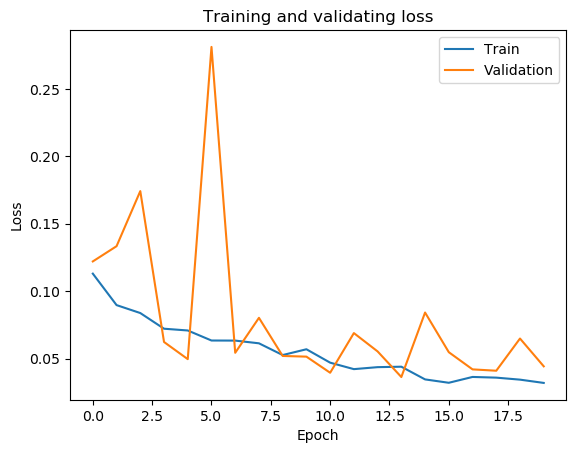 Training and validating loss
Train
Validation
0.25
0.20
0.15
0.10
0.05
Loss
0.0 2.5 5.0 7.5 10.0 12.5 15.0 17.5
Epoch